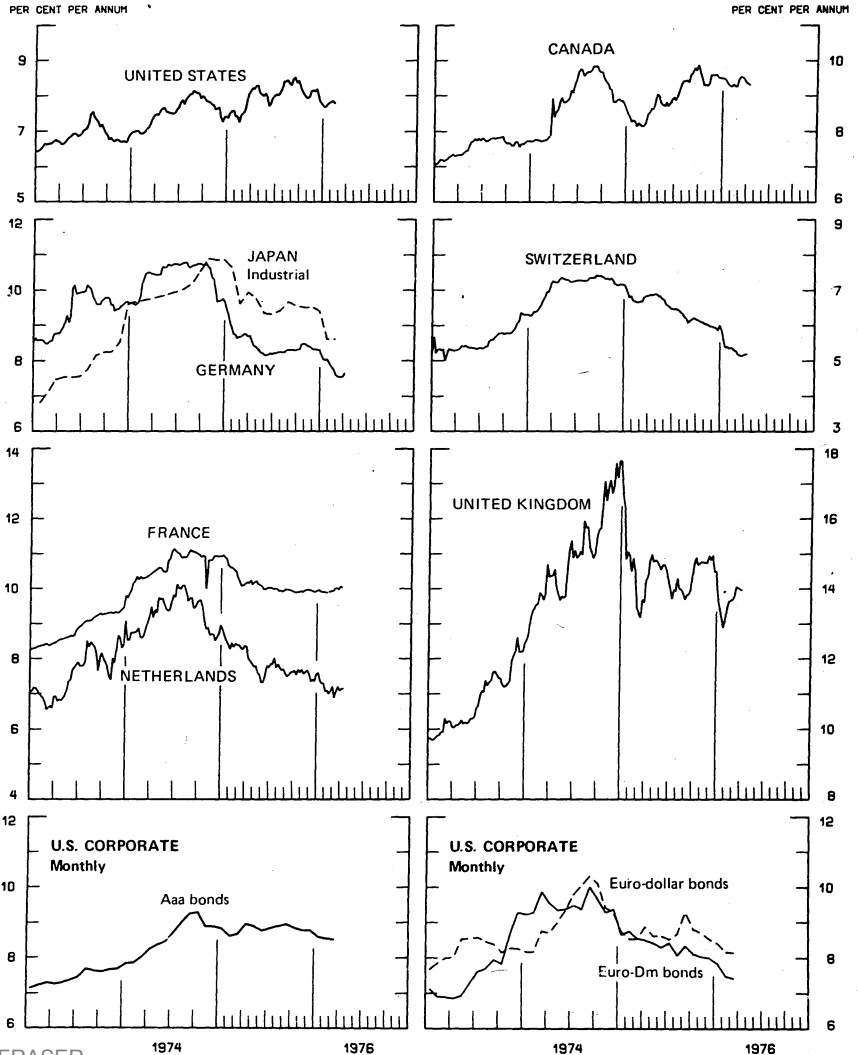 PER CENT PER ANNUM
PER CENT PER ANNUM
9
7
5
UNITED STATES
CANADA
10
8
6
12
10
8
6
JAPAN
Industrial
GERMANY
SWITZERLAND
9
7
5
3
14
12
10
8
6
4
FRANCE
NETHERLANDS
UNITED KINGDOM
18
16
14
12
10
8
12
10
8
6
U.S. CORPORATE
Monthly
Aaa bonds
U.S. CORPORATE
Monthly
Euro-dollar bonds
Euro-Dm bonds
12
10
8
6
1974
1976
1974
1976
FRASER